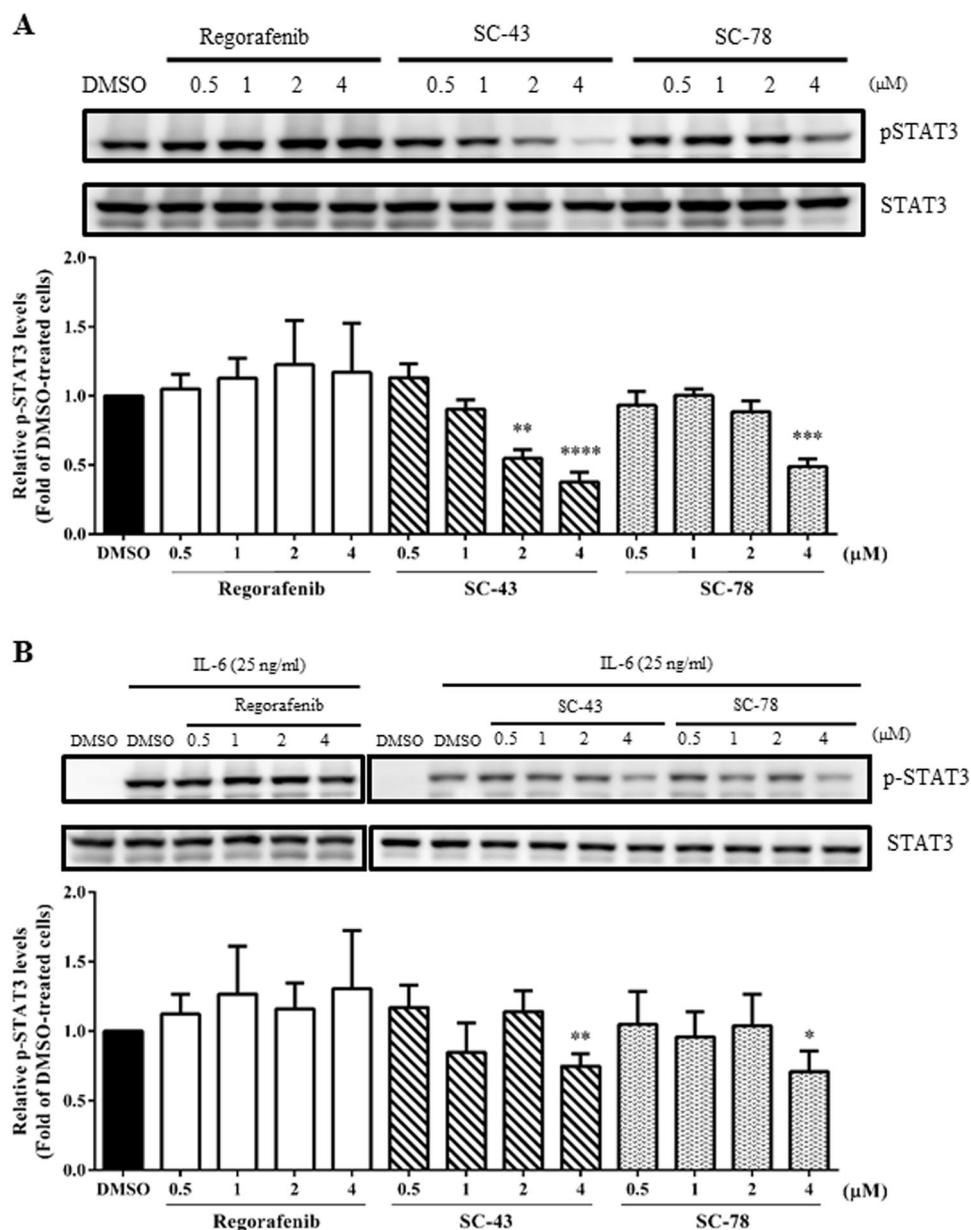 A
Regorafenib SC-43 SC-78
DMSO 0.5 1 2 4 0.5 1 2 4 0.5 1 2 4 (μM)
pSTAT3
STAT3
Relative p-STAT3 levels
(Fold of DMSO-treated cells)
2.0
1.5
1.0
0.5
0.0
** **** ***
DMSO 0.5 1 2 4 0.5 1 2 4 0.5 1 2 4 (μM)
Regorafenib SC-43 SC-78
B
IL-6 (25 ng/ml) IL-6 (25 ng/ml)
Regorafenib SC-43 SC-78
DMSO DMSO 0.5 1 2 4 DMSO DMSO 0.5 1 2 4 0.5 1 2 4 (μM)
p-STAT3
STAT3
Relative p-STAT3 levels
(Fold of DMSO-treated cells)
2.0
1.5
1.0
0.5
0.0
** *
DMSO 0.5 1 2 4 0.5 1 2 4 0.5 1 2 4 (μM)
Regorafenib SC-43 SC-78